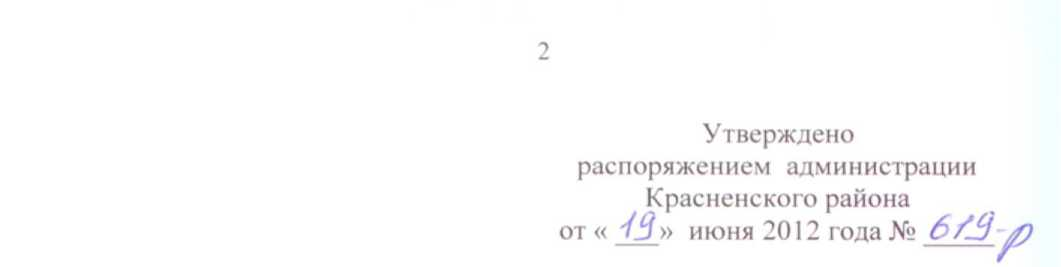 2
Утверждено
распоряжением администрации
Красненского района
от « 19 » июня 2012 года № 619-р